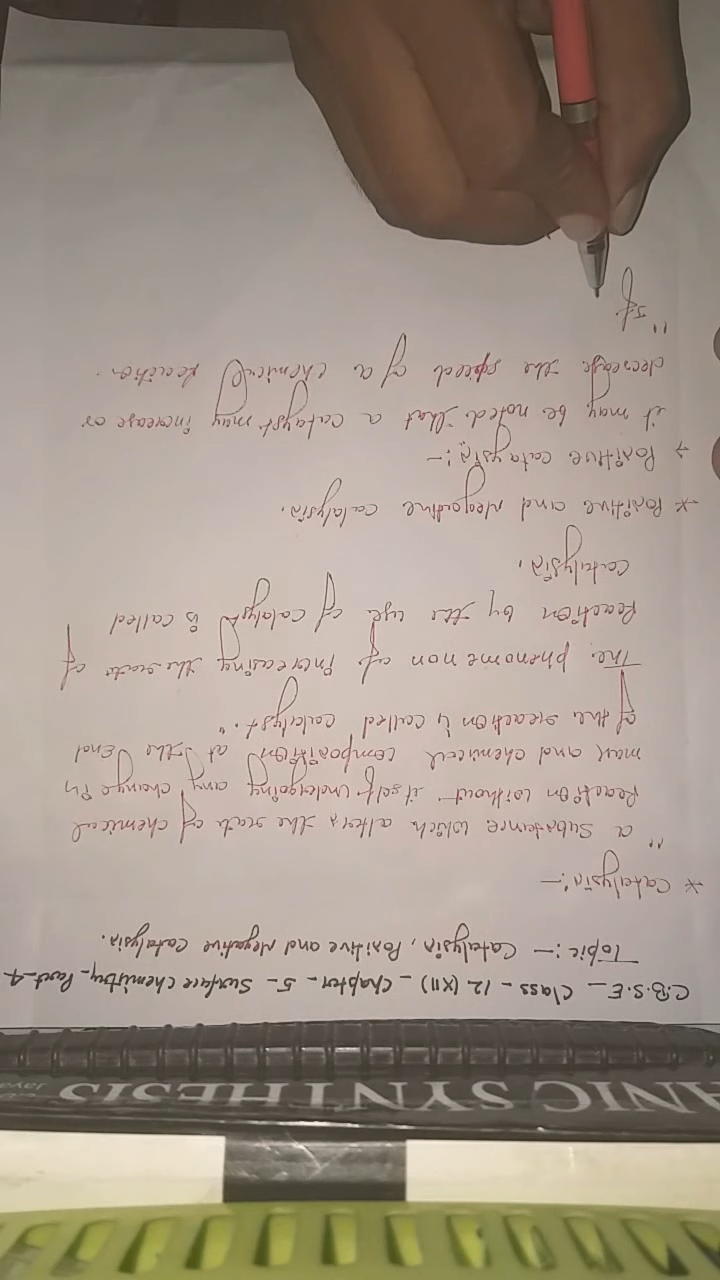 ANIC SYNTHESIS
C.B.S.E - Class - 12 (XII) - Chapter - 5 - Surface chemistry - Part-4
Topic :- Catalysis, Positive and Negative Catalysis.
* Catalysis :-
" a Substance which alters the rate of chemical
Reaction without itself undergoing any change in
mass and chemical composition at the End
of the reaction is called catalyst. "
The phenomenon of increasing the rate of
Reaction by the use of catalyst is called
Catalysis.
* Positive and Negative catalysis.
→ Positive catalysis :-
it may be noted that a catalyst may increase or
decrease the speed of a chemical reaction.
" If